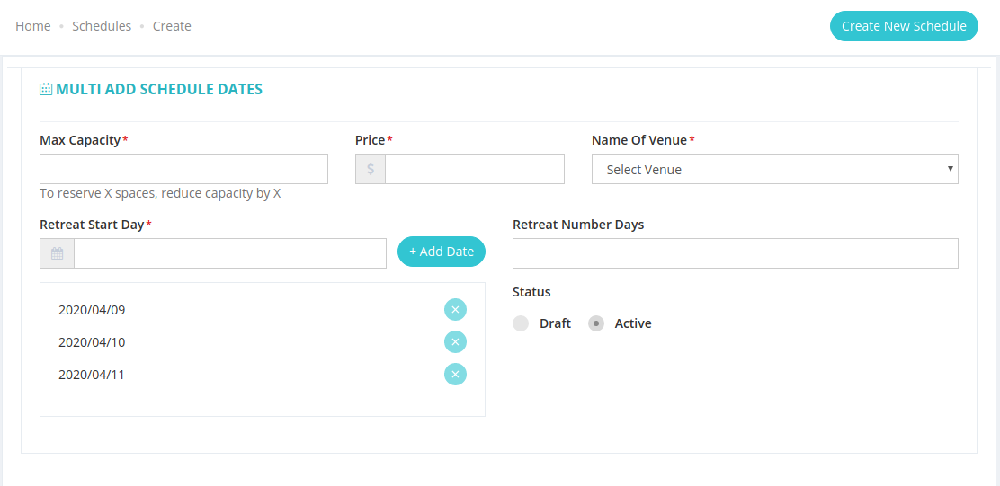 Home • Schedules • Create
Create New Schedule
MULTI ADD SCHEDULE DATES
Max Capacity*
Price*
Name Of Venue*
$
Select Venue
To reserve X spaces, reduce capacity by X
Retreat Start Day*
Retreat Number Days
+ Add Date
Status
2020/04/09
Draft
Active
2020/04/10
2020/04/11